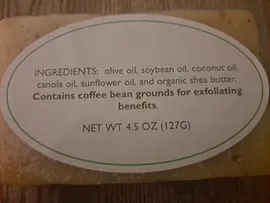 INGREDIENTS: olive oil, soybean oil, coconut oil,
canola oil, sunflower oil, and organic shea butter.
Contains coffee bean grounds for exfoliating
benefits
NET WT 4.5 OZ (127G)